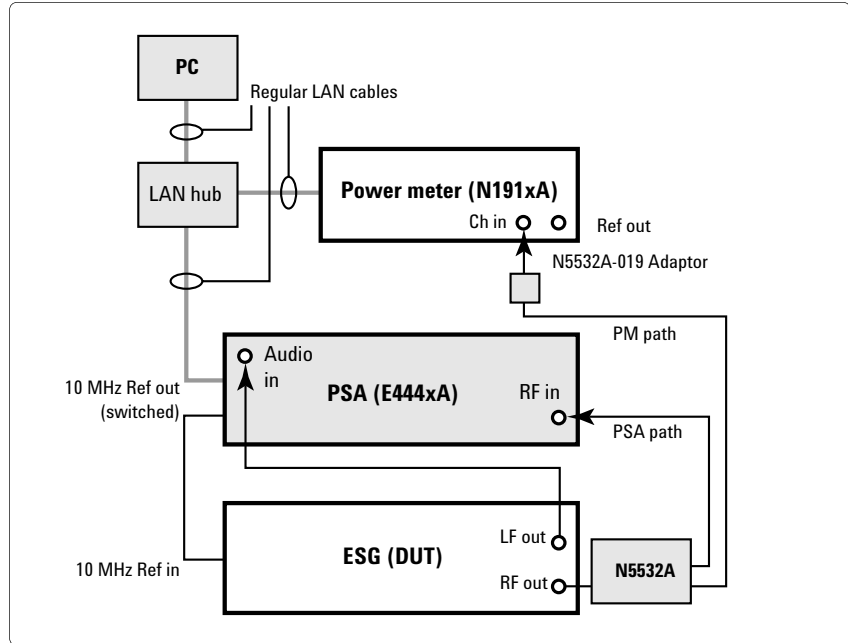 PC
Regular LAN cables
LAN hub
Power meter (N191xA)
Ch in
Ref out
N5532A-019 Adaptor
PM path
Audio
in
10 MHz Ref out
(switched)
PSA (E444xA)
RF in
PSA path
LF out
ESG (DUT)
10 MHz Ref in
RF out
N5532A